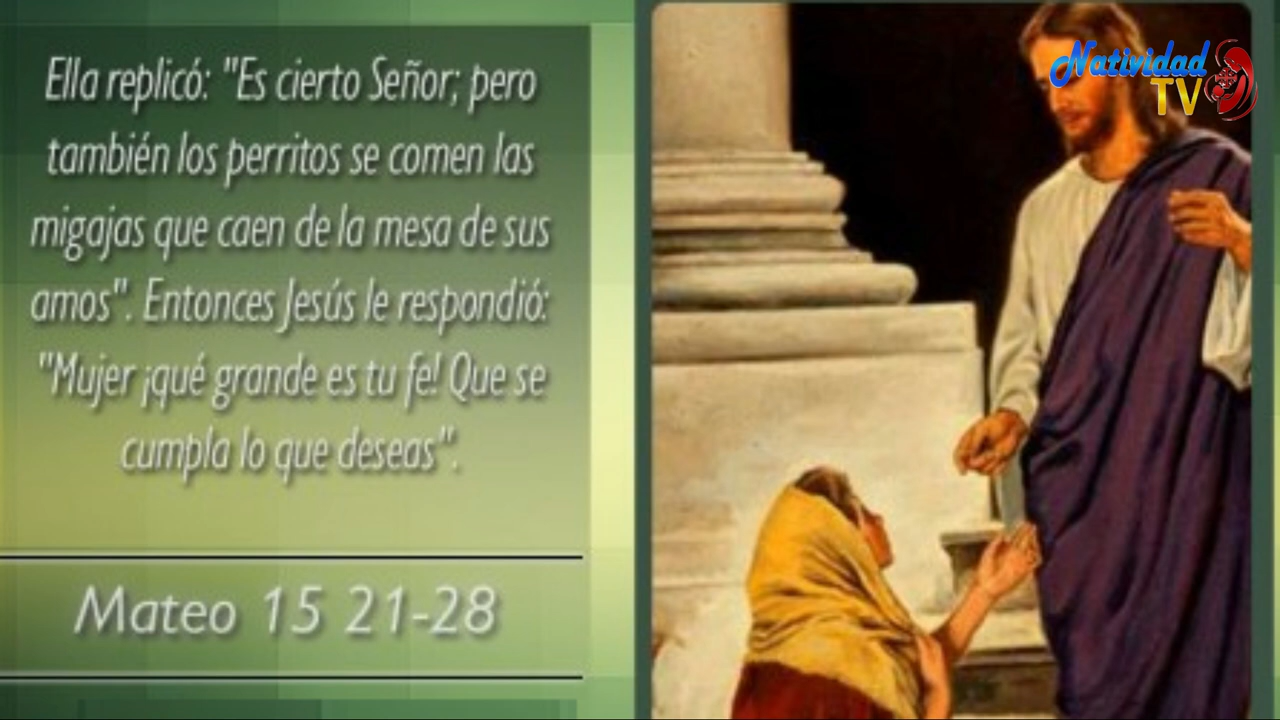 Ella replicó: "Es cierto Señor; pero
también los perritos se comen las
migajas que caen de la mesa de sus
amos". Entonces Jesús le respondió:
"Mujer ¡qué grande es tu fe! Que se
cumpla lo que deseas".
Mateo 15 21-28
Natividad
TV